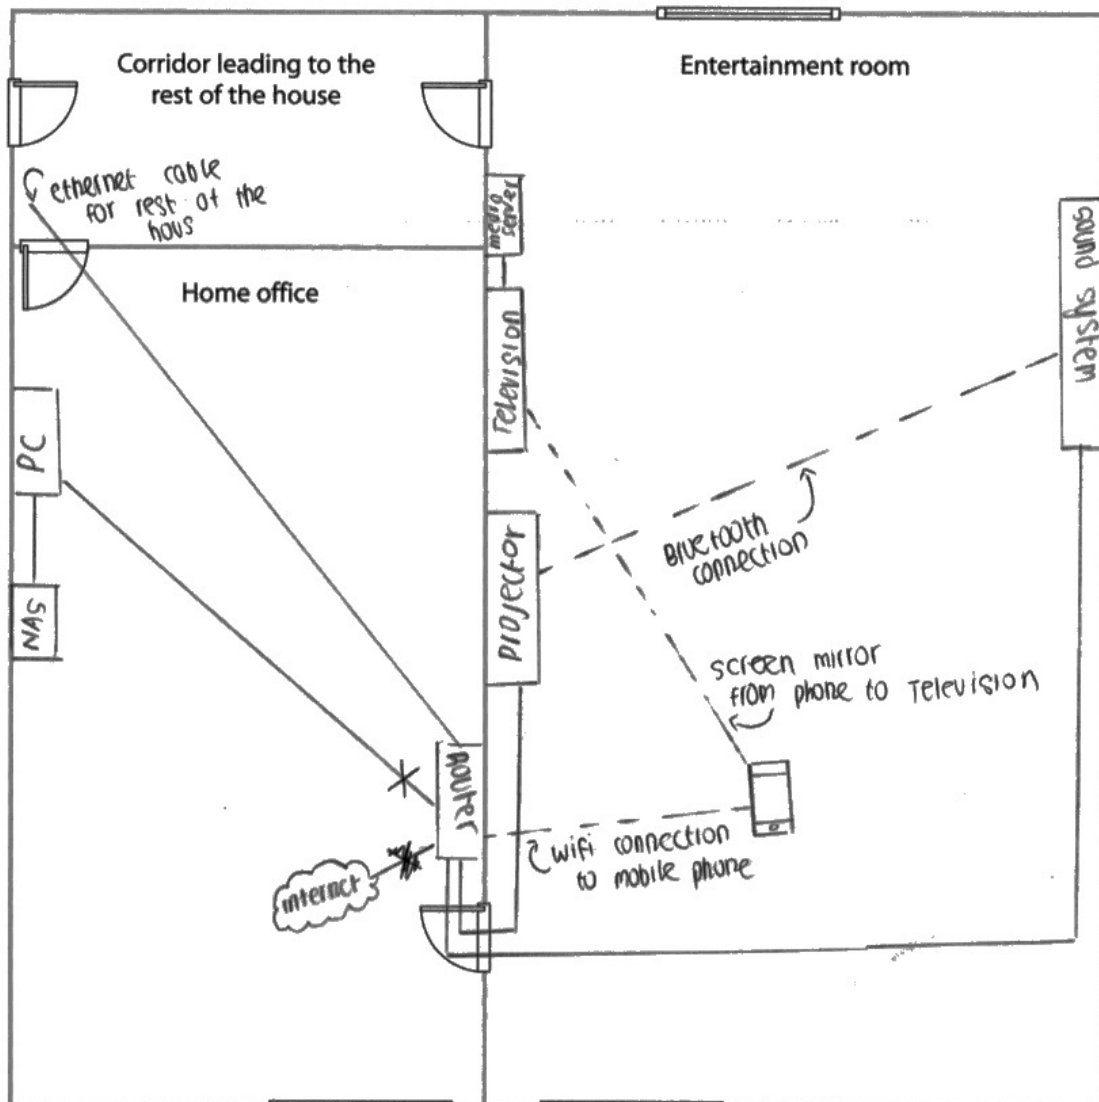 Corridor leading to the
rest of the house
Entertainment room
ethernet cable
for rest of the
hous
media
server
sound system
Home office
Television
PC
Bluetooth
connection
Projector
NAS
screen mirror
from phone to Television
Router
wifi connection
to mobile phone
internet